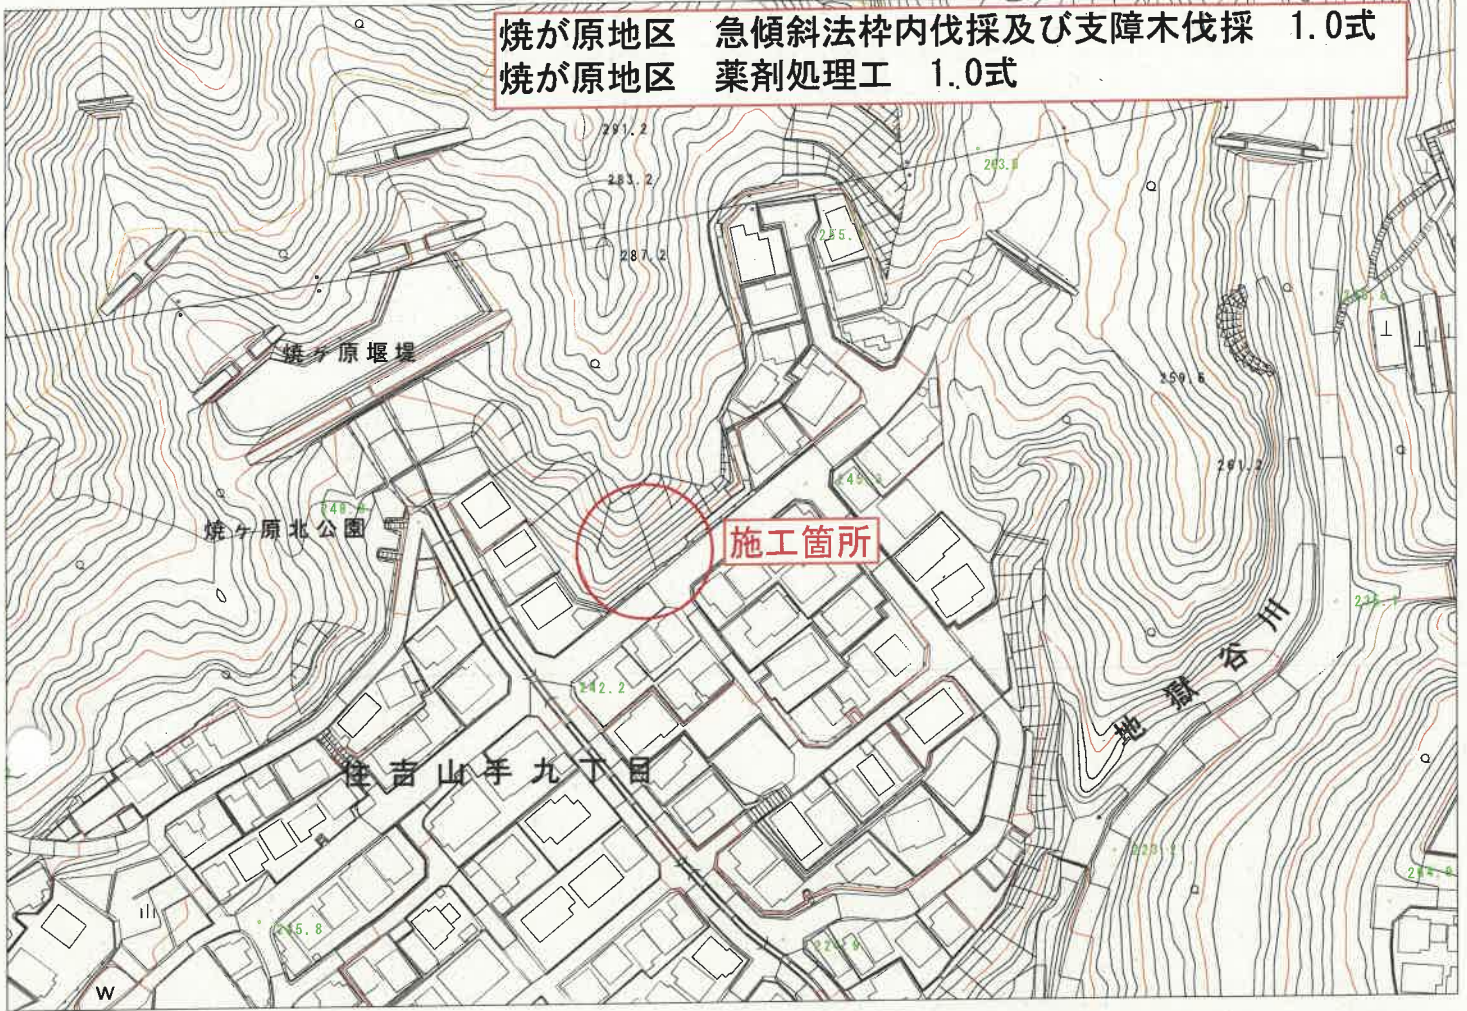 焼が原地区　急傾斜法枠内伐採及び支障木伐採　1.0式
焼が原地区　薬剤処理工　1.0式
291.2
283.2
287.2
焼ヶ原堰堤
259.6
261.2
焼ヶ原北公園
施工箇所
242.2
地獄谷川
住吉山手九丁目
245.8
W